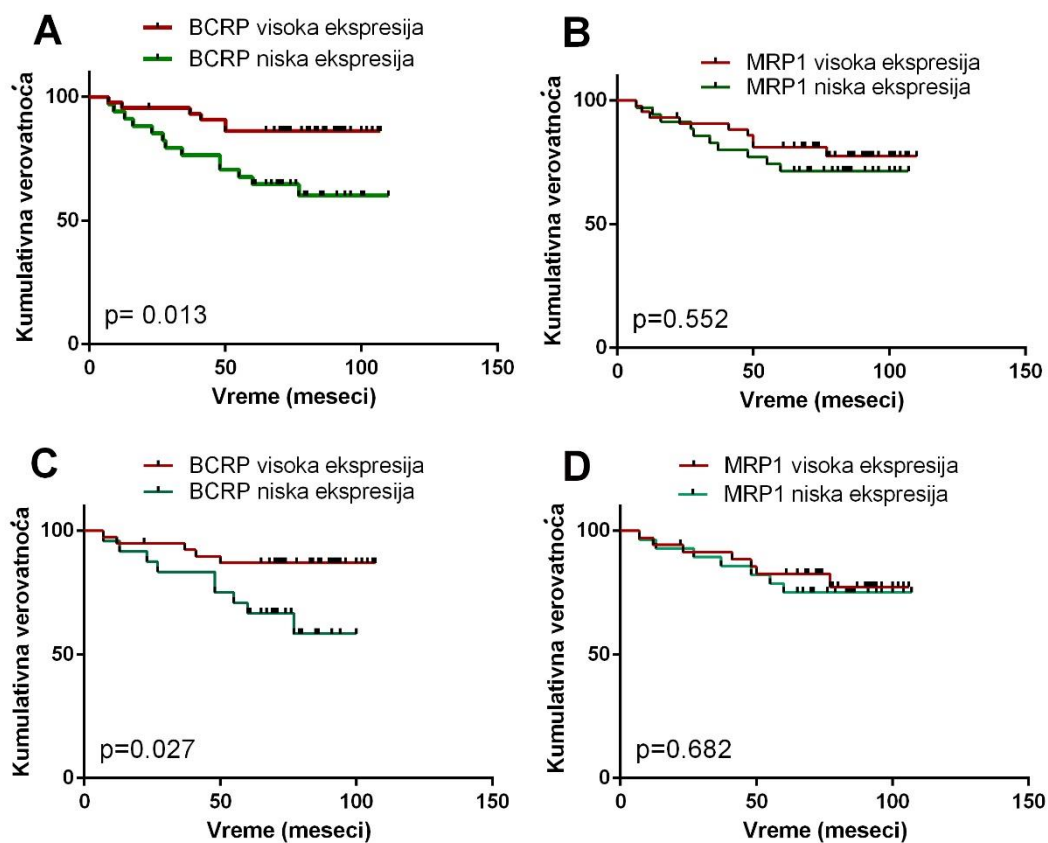 A
BCRP visoka ekspresija
BCRP niska ekspresija
Kumulativna verovatnoća
100
50
0
p= 0.013
0
50
100
150
Vreme (meseci)
B
MRP1 visoka ekspresija
MRP1 niska ekspresija
Kumulativna verovatnoća
100
50
0
p=0.552
0
50
100
150
Vreme (meseci)
C
BCRP visoka ekspresija
BCRP niska ekspresija
Kumulativna verovatnoća
100
50
0
p=0.027
0
50
100
150
Vreme (meseci)
D
MRP1 visoka ekspresija
MRP1 niska ekspresija
Kumulativna verovatnoća
100
50
0
p=0.682
0
50
100
150
Vreme (meseci)